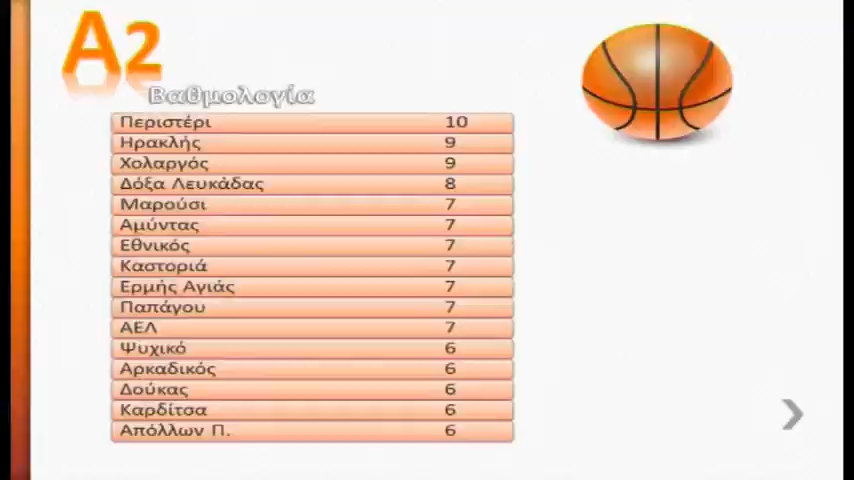 A2
Βαθμολογία
Περιστέρι 10
Ηρακλής 9
Χολαργός 9
Δόξα Λευκάδας 8
Μαρούσι 7
Αμύντας 7
Εθνικός 7
Καστοριά 7
Ερμής Αγιάς 7
Παπάγου 7
ΑΕΛ 7
Ψυχικό 6
Αρκαδικός 6
Δούκας 6
Καρδίτσα 6
Απόλλων Π. 6